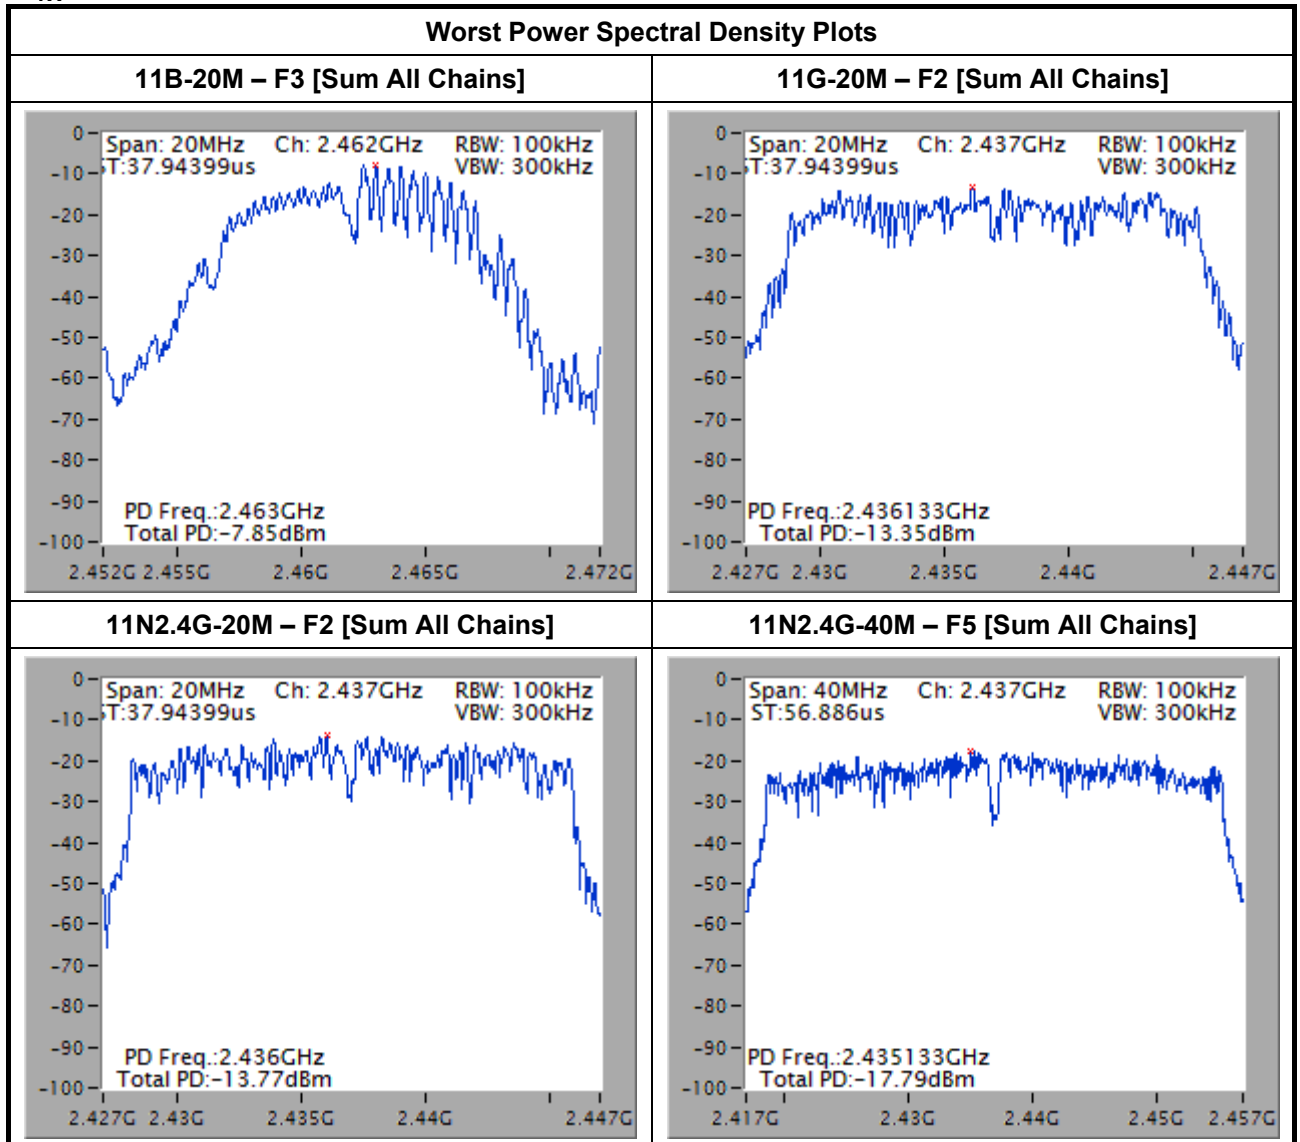 Worst Power Spectral Density Plots
11B-20M – F3 [Sum All Chains]
11G-20M – F2 [Sum All Chains]
Span: 20MHz Ch: 2.462GHz RBW: 100kHz
ST:37.94399us VBW: 300kHz
0
-10
-20
-30
-40
-50
-60
-70
-80
-90
-100
PD Freq.:2.463GHz
Total PD:-7.85dBm
2.452G 2.455G 2.46G 2.465G 2.472G
Span: 20MHz Ch: 2.437GHz RBW: 100kHz
ST:37.94399us VBW: 300kHz
0
-10
-20
-30
-40
-50
-60
-70
-80
-90
-100
PD Freq.:2.436133GHz
Total PD:-13.35dBm
2.427G 2.43G 2.435G 2.44G 2.447G
11N2.4G-20M – F2 [Sum All Chains]
11N2.4G-40M – F5 [Sum All Chains]
Span: 20MHz Ch: 2.437GHz RBW: 100kHz
ST:37.94399us VBW: 300kHz
0
-10
-20
-30
-40
-50
-60
-70
-80
-90
-100
PD Freq.:2.436GHz
Total PD:-13.77dBm
2.427G 2.43G 2.435G 2.44G 2.447G
Span: 40MHz Ch: 2.437GHz RBW: 100kHz
ST:56.886us VBW: 300kHz
0
-10
-20
-30
-40
-50
-60
-70
-80
-90
-100
PD Freq.:2.435133GHz
Total PD:-17.79dBm
2.417G 2.43G 2.44G 2.45G 2.457G